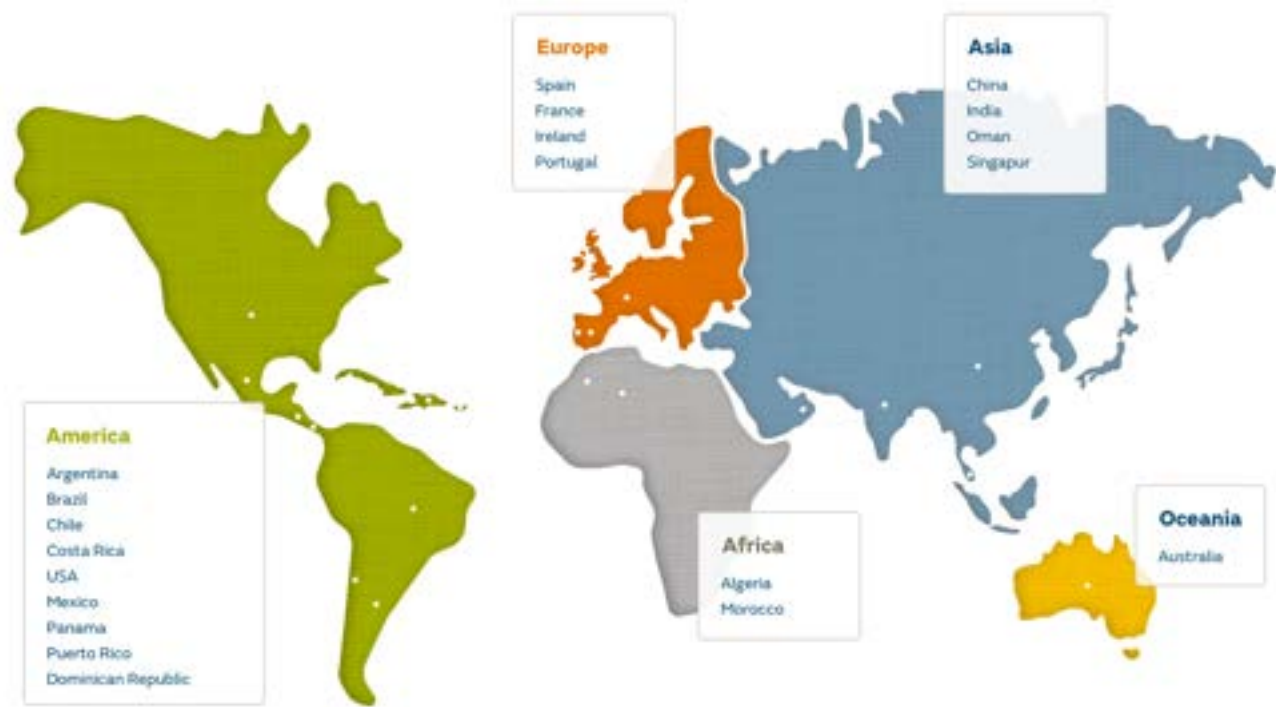 Europe
Spain
France
Ireland
Portugal
Asia
China
India
Oman
Singapur
America
Argentina
Brazil
Chile
Costa Rica
USA
Mexico
Panama
Puerto Rico
Dominican Republic
Africa
Algeria
Morocco
Oceania
Australia